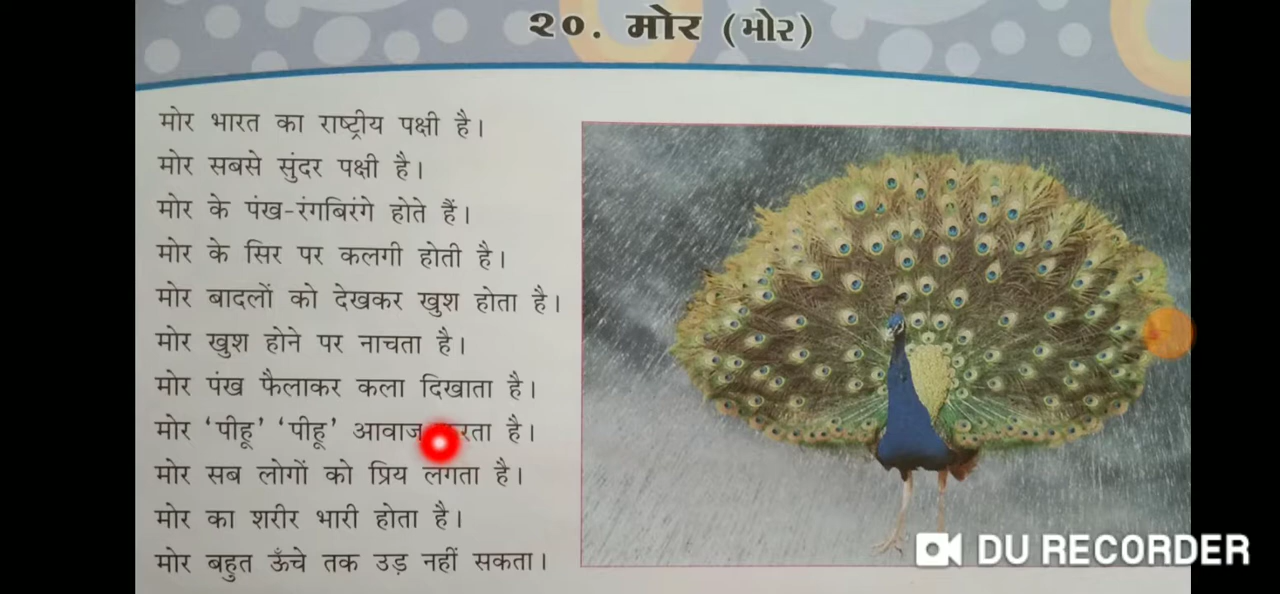 २०. मोर (મોર)
मोर भारत का राष्ट्रीय पक्षी है।
मोर सबसे सुंदर पक्षी है।
मोर के पंख-रंगबिरंगे होते हैं।
मोर के सिर पर कलगी होती है।
मोर बादलों को देखकर खुश होता है।
मोर खुश होने पर नाचता है।
मोर पंख फैलाकर कला दिखाता है।
मोर ‘पीहू’ ‘पीहू’ आवाज है।
मोर सब लोगों को प्रिय लगता है।
मोर का शरीर भारी होता है।
मोर बहुत ऊँचे तक उड़ नहीं सकता।
DU RECORDER